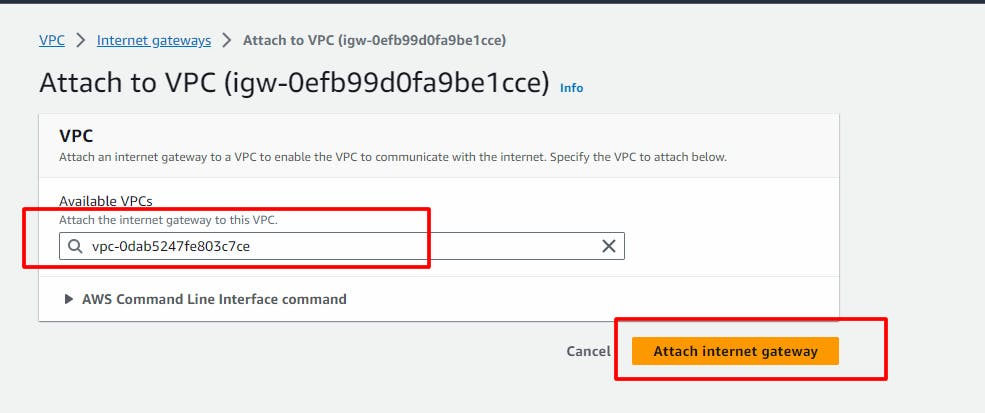 VPC > Internet gateways > Attach to VPC (igw-0efb99d0fa9be1cce)
Attach to VPC (igw-0efb99d0fa9be1cce) Info
VPC
Attach an internet gateway to a VPC to enable the VPC to communicate with the internet. Specify the VPC to attach below.
Available VPCs
Attach the internet gateway to this VPC.
vpc-0dab5247fe803c7ce
AWS Command Line Interface command
Cancel Attach internet gateway